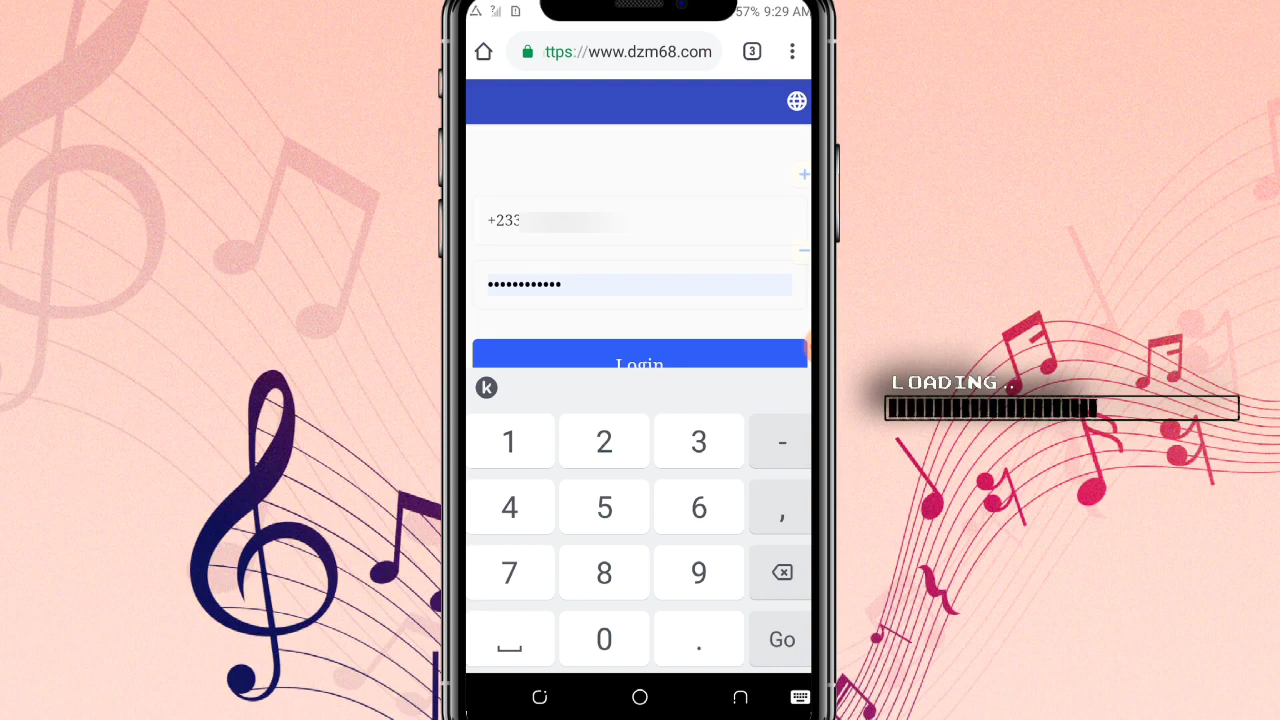 57% 9:29 AM
ttps://www.dzm68.com
3
+233
Login
k
1 2 3 -
4 5 6 ,
7 8 9
0 . Go
LOADING..